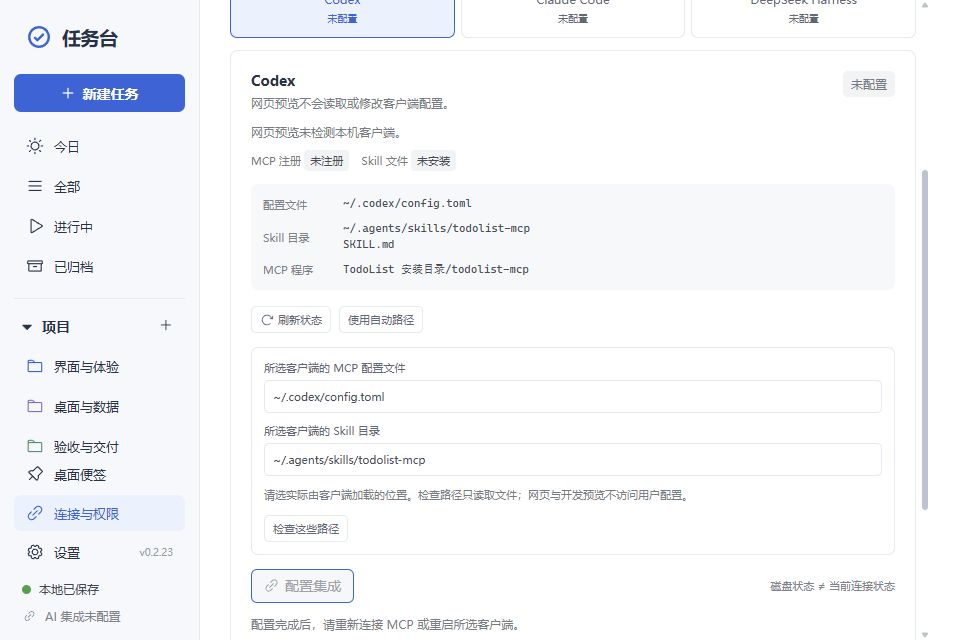 任务台
新建任务
今日
全部
进行中
已归档
项目
界面与体验
桌面与数据
验收与交付
桌面便签
连接与权限
设置 v0.2.23
本地已保存
AI 集成未配置
Codex
未配置
Claude Code
未配置
DeepSeek Harness
未配置
Codex 未配置
网页预览不会读取或修改客户端配置。
网页预览未检测本机客户端。
MCP 注册 未注册 Skill 文件 未安装
配置文件 ~/.codex/config.toml
Skill 目录 ~/.agents/skills/todolist-mcp
SKILL.md
MCP 程序 TodoList 安装目录/todolist-mcp
刷新状态 使用自动路径
所选客户端的 MCP 配置文件
~/.codex/config.toml
所选客户端的 Skill 目录
~/.agents/skills/todolist-mcp
请选实际由客户端加载的位置。检查路径只读取文件；网页与开发预览不访问用户配置。
检查这些路径
配置集成 磁盘状态 ≠ 当前连接状态
配置完成后，请重新连接 MCP 或重启所选客户端。